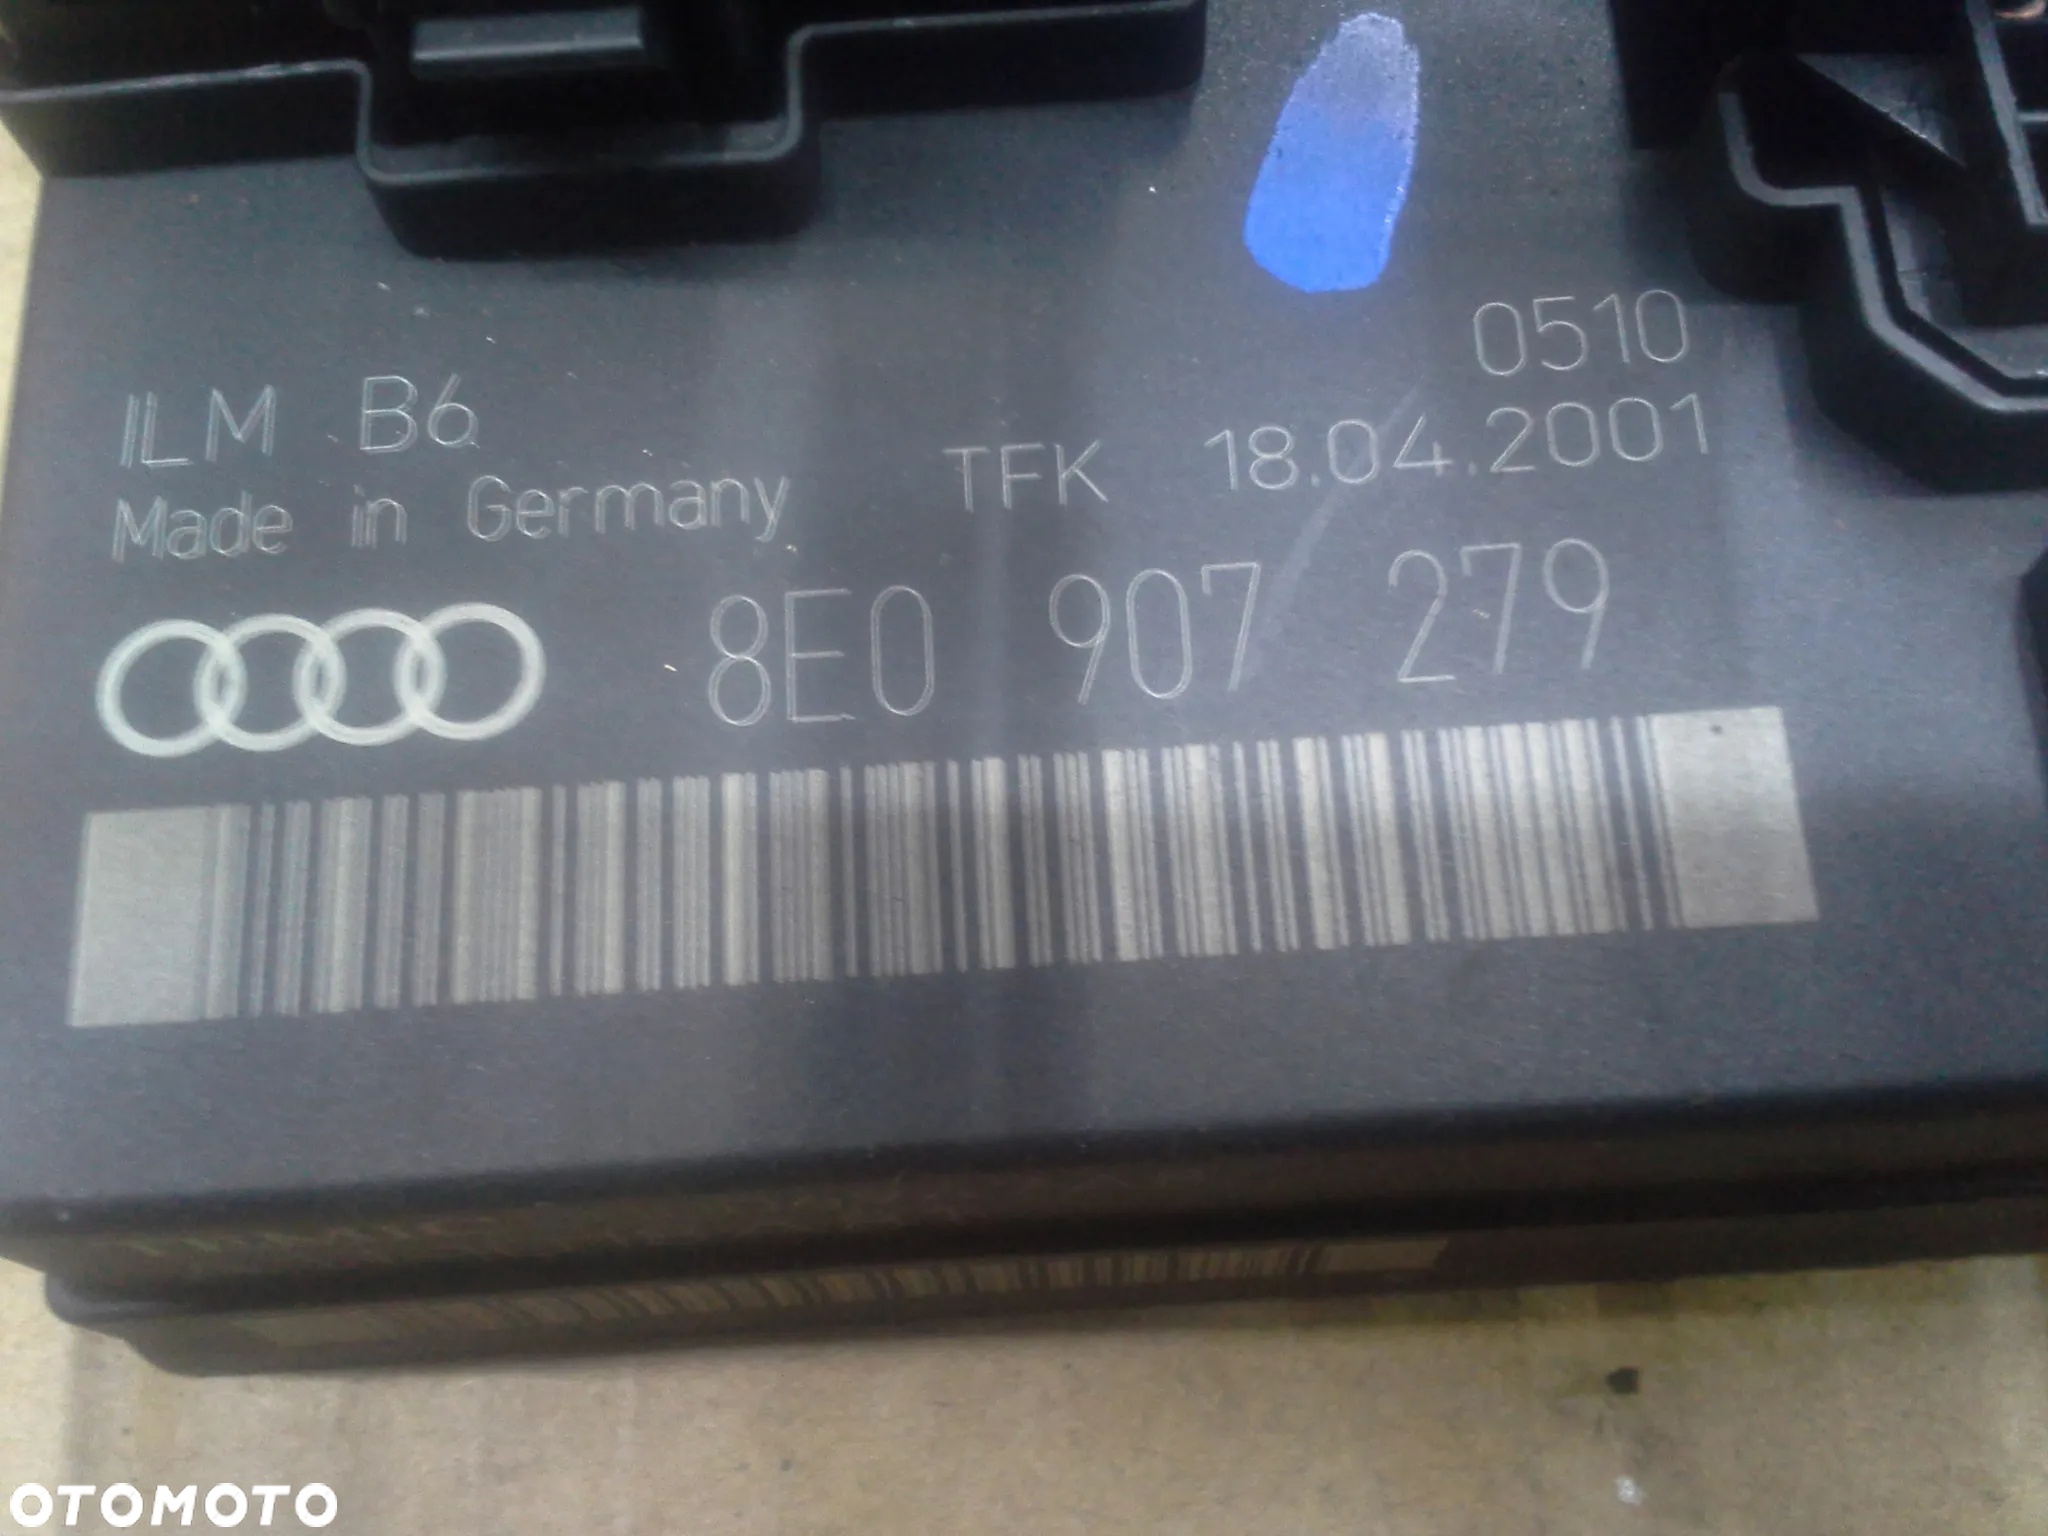 0510
ILM B6
TFK 18.04.2001
Made in Germany
8E0 907 279
OTOMOTO